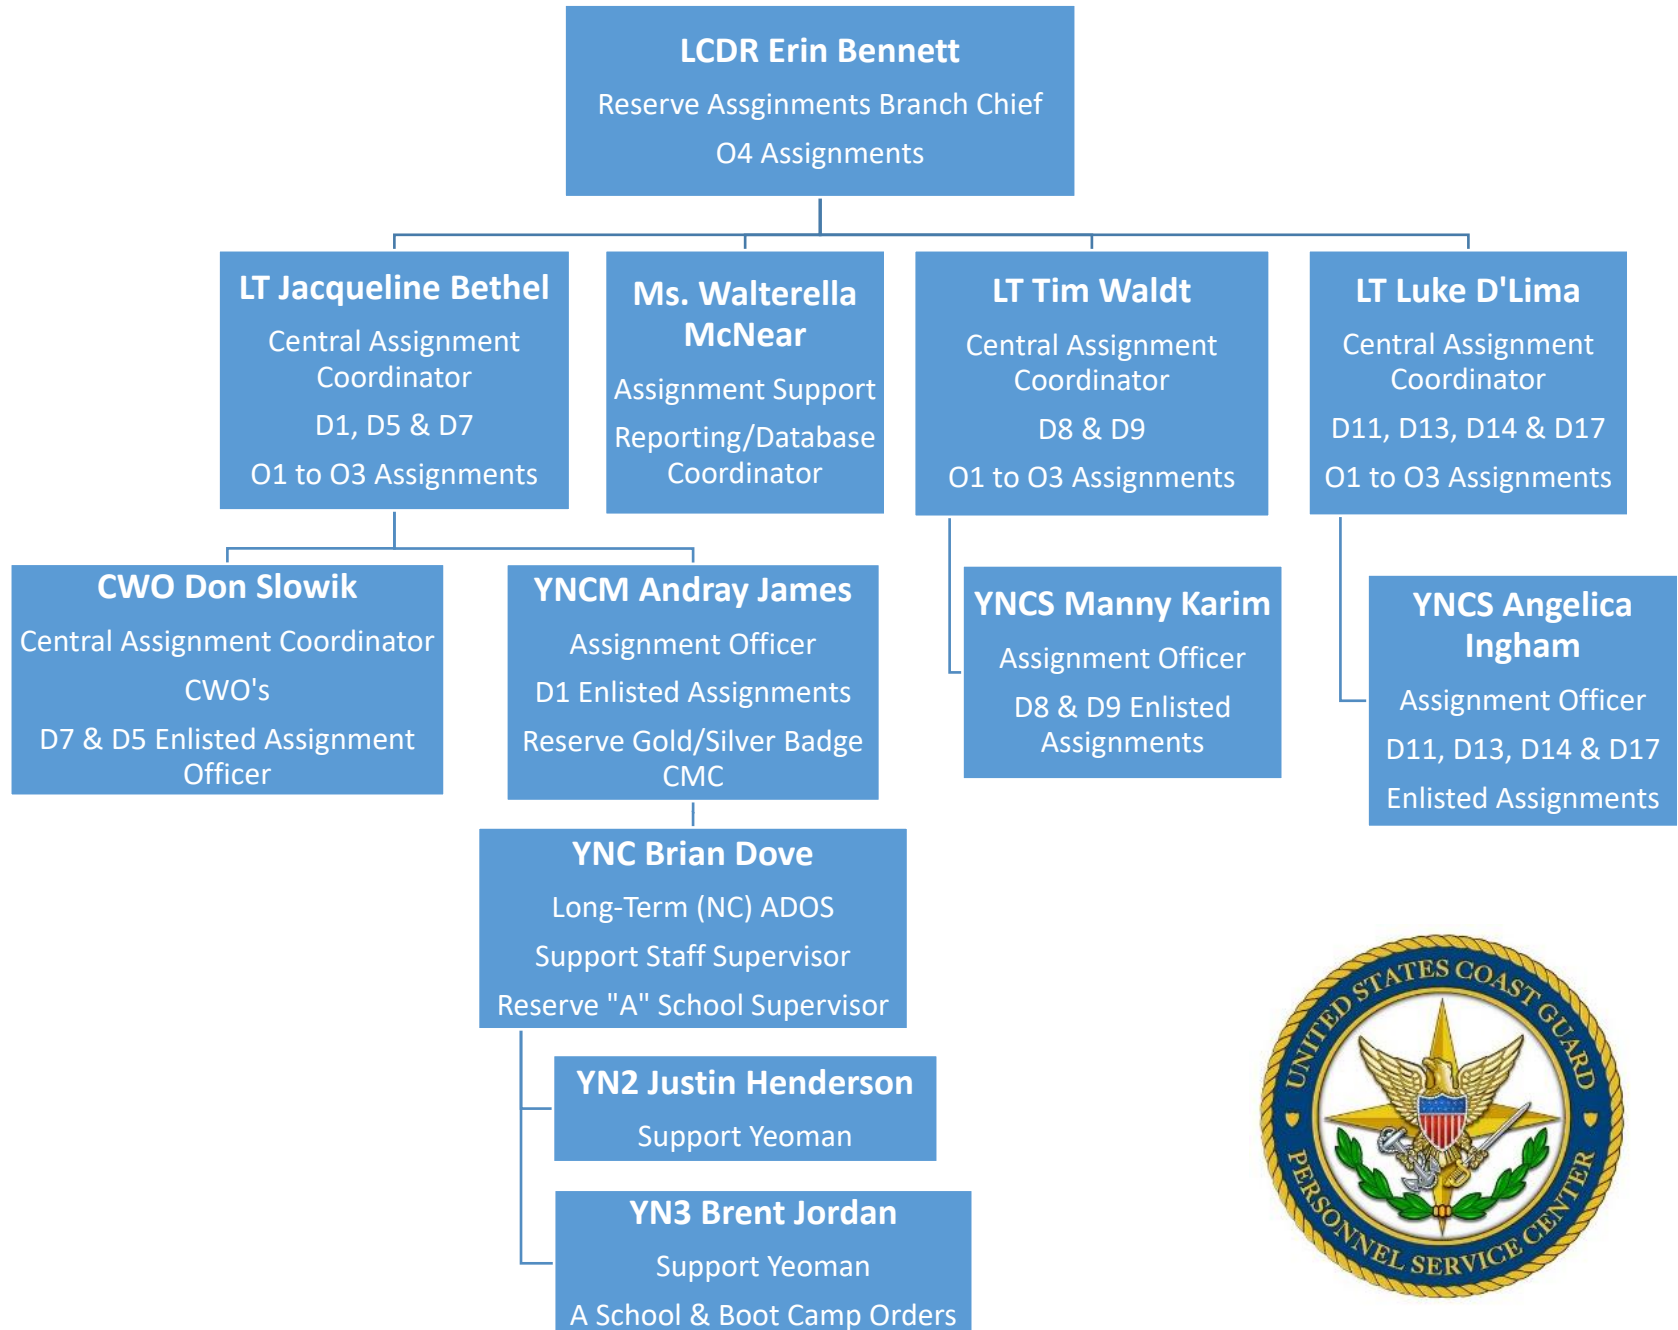 LCDR Erin Bennett
Reserve Assginments Branch Chief
O4 Assignments
LT Jacqueline Bethel
Central Assignment
Coordinator
D1, D5 & D7
O1 to O3 Assignments
Ms. Walterella
McNear
Assignment Support
Reporting/Database
Coordinator
LT Tim Waldt
Central Assignment
Coordinator
D8 & D9
O1 to O3 Assignments
LT Luke D'Lima
Central Assignment
Coordinator
D11, D13, D14 & D17
O1 to O3 Assignments
CWO Don Slowik
Central Assignment Coordinator
CWO's
D7 & D5 Enlisted Assignment
Officer
YNCM Andray James
Assignment Officer
D1 Enlisted Assignments
Reserve Gold/Silver Badge
CMC
YNCS Manny Karim
Assignment Officer
D8 & D9 Enlisted
Assignments
YNCS Angelica
Ingham
Assignment Officer
D11, D13, D14 & D17
Enlisted Assignments
YNC Brian Dove
Long-Term (NC) ADOS
Support Staff Supervisor
Reserve "A" School Supervisor
YN2 Justin Henderson
Support Yeoman
YN3 Brent Jordan
Support Yeoman
A School & Boot Camp Orders
UNITED STATES COAST GUARD
PERSONNEL SERVICE CENTER